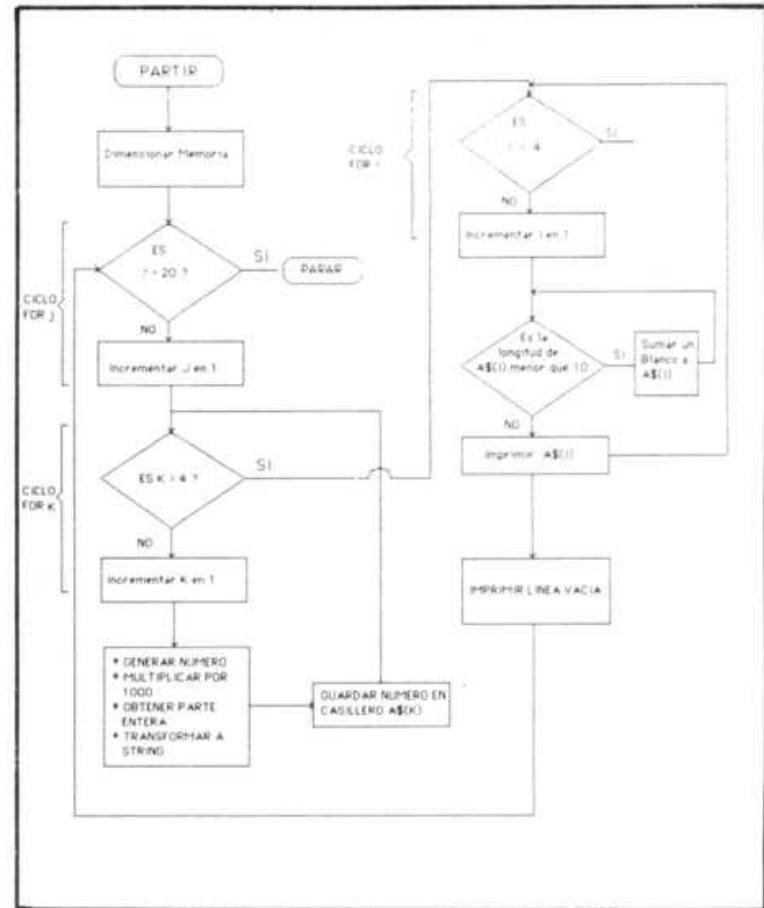 PARTIR
Dimensionar Memoria
CICLO
FOR J
ES
J > 20 ?
SI
PARAR
NO
Incrementar J en 1
CICLO
FOR K
ES K > 4 ?
SI
NO
Incrementar K en 1
* GENERAR NUMERO
* MULTIPLICAR POR
1000
* OBTENER PARTE
ENTERA
* TRANSFORMAR A
STRING
GUARDAR NUMERO EN
CASILLERO A$(K)
CICLO
FOR I
ES
4
SI
NO
Incrementar I en 1
Es la
longitud de
A$(I) menor que 10
SI
Sumar un
Blanco a
A$(I)
NO
Imprimir A$(I)
IMPRIMIR LINEA VACIA